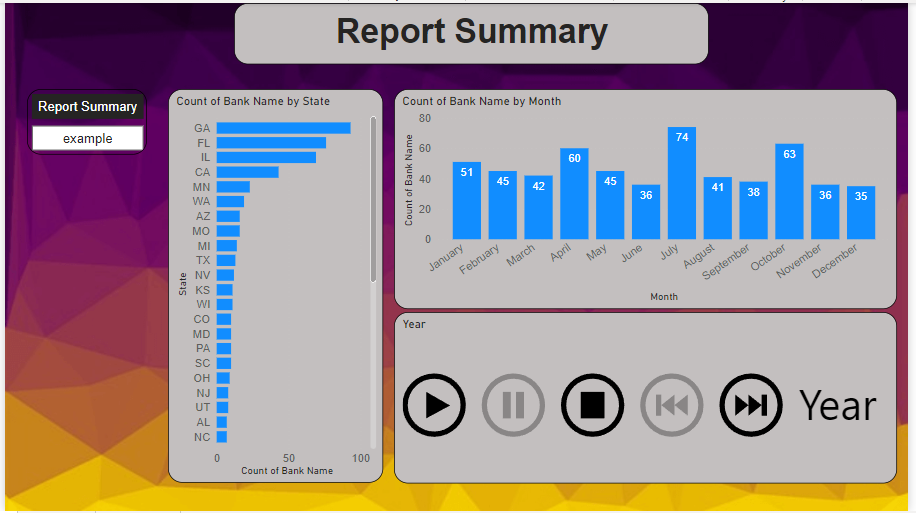 Report Summary
Report Summary
example
Count of Bank Name by State
State
GA
FL
IL
CA
MN
WA
AZ
MO
MI
TX
NV
KS
WI
CO
MD
PA
SC
OH
NJ
UT
AL
NC
0 50 100
Count of Bank Name
Count of Bank Name by Month
Count of Bank Name
80
60
40
20
0
51 45 42 60 45 36 74 41 38 63 36 35
January February March April May June July August September October November December
Month
Year
Year